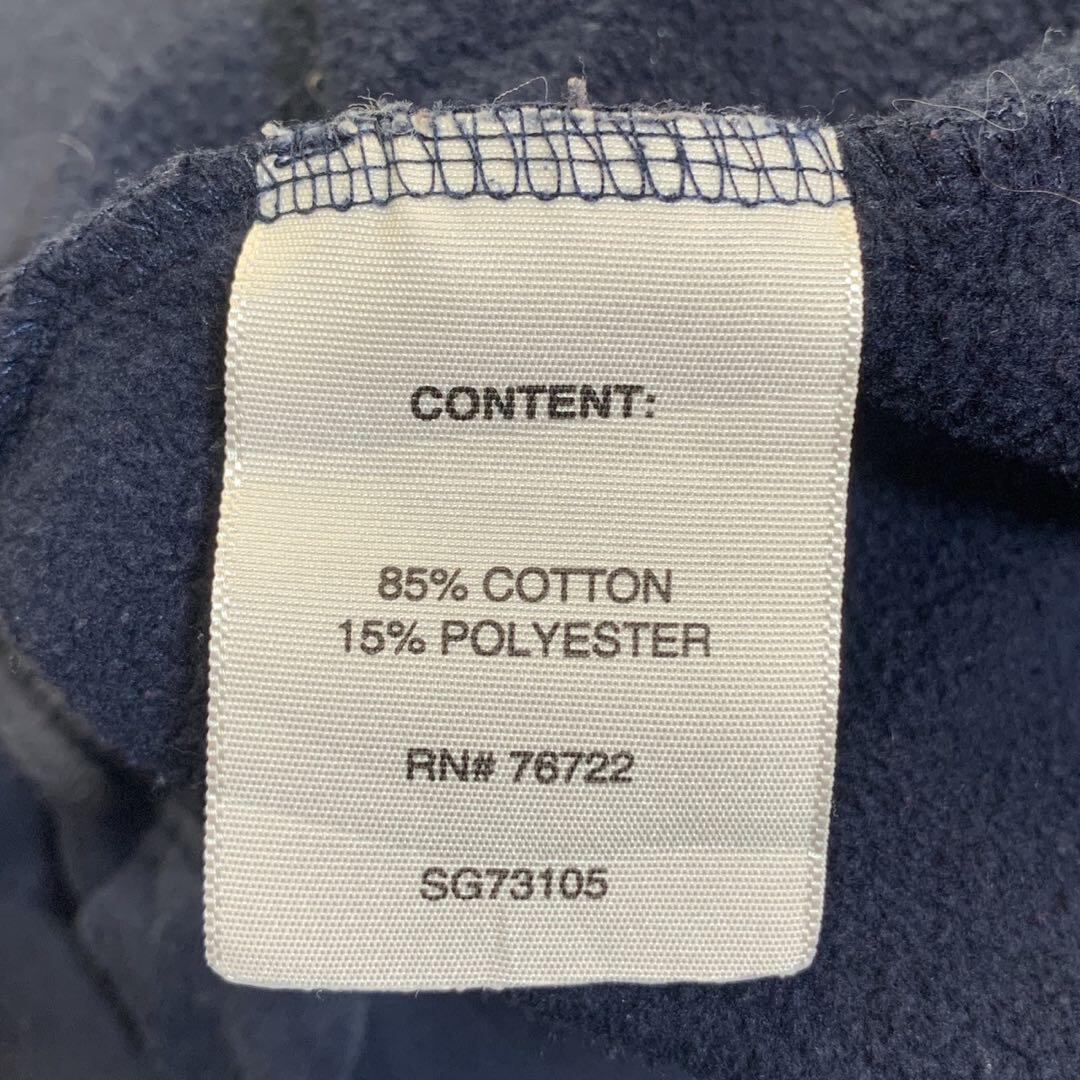 CONTENT:
85% COTTON
15% POLYESTER
RN# 76722
SG73105